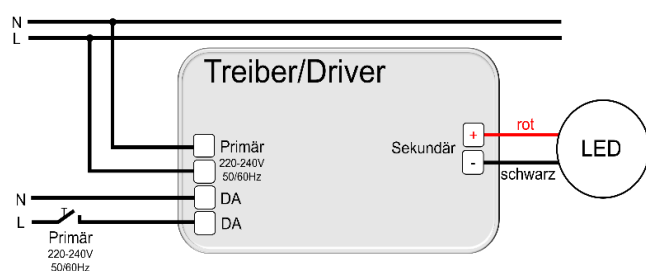 N
L
Treiber/Driver
Primär
220-240V
50/60Hz
DA
DA
Sekundär
+
-
rot
schwarz
LED
N
L
T
Primär
220-240V
50/60Hz